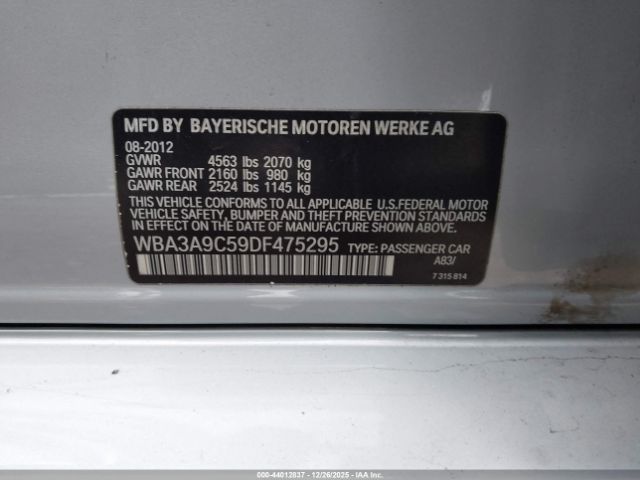 MFD BY BAYERISCHE MOTOREN WERKE AG
08-2012
GVWR 4563 lbs 2070 kg
GAWR FRONT 2160 lbs 980 kg
GAWR REAR 2524 lbs 1145 kg
THIS VEHICLE CONFORMS TO ALL APPLICABLE U.S.FEDERAL MOTOR
VEHICLE SAFETY, BUMPER AND THEFT PREVENTION STANDARDS
IN EFFECT ON THE DATE OF MANUFACTURE SHOWN ABOVE.
WBA3A9C59DF475295 TYPE: PASSENGER CAR
A83/
7 315 814
000-44012837 - 12/26/2025 - IAA Inc.